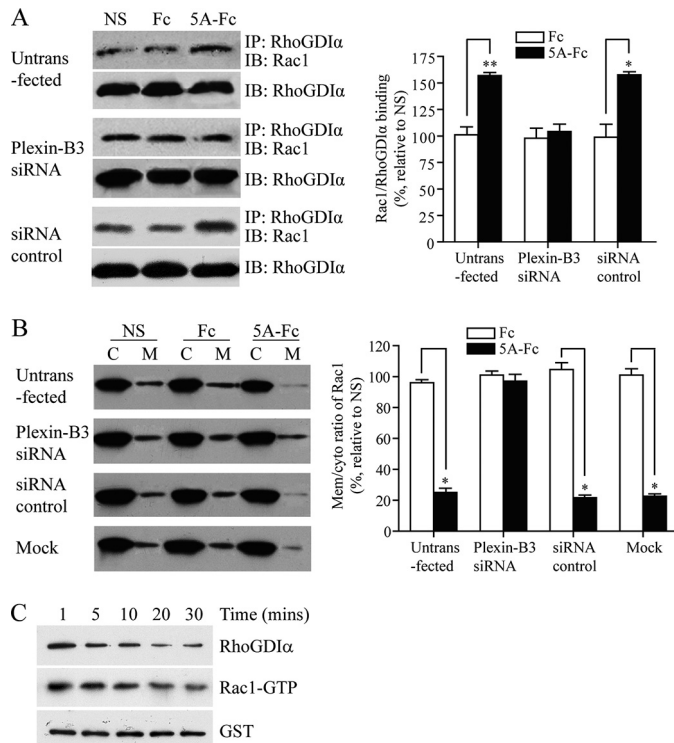 A
NS Fc 5A-Fc
Untrans
-fected
IP: RhoGDIα
IB: Rac1
IB: RhoGDIα
Plexin-B3
siRNA
IP: RhoGDIα
IB: Rac1
IB: RhoGDIα
siRNA
control
IP: RhoGDIα
IB: Rac1
IB: RhoGDIα
Fc
5A-Fc
Rac1/RhoGDIα binding
(%, relative to NS)
175
150
125
100
75
50
25
0
**
*
Untrans
-fected
Plexin-B3
siRNA
siRNA
control
B
NS Fc 5A-Fc
C M C M C M
Untrans
-fected
Plexin-B3
siRNA
siRNA
control
Mock
Fc
5A-Fc
Mem/cyto ratio of Rac1
(%, relative to NS)
120
100
80
60
40
20
0
*
*
*
Untrans
-fected
Plexin-B3
siRNA
siRNA
control
Mock
C
1 5 10 20 30 Time (mins)
RhoGDIα
Rac1-GTP
GST